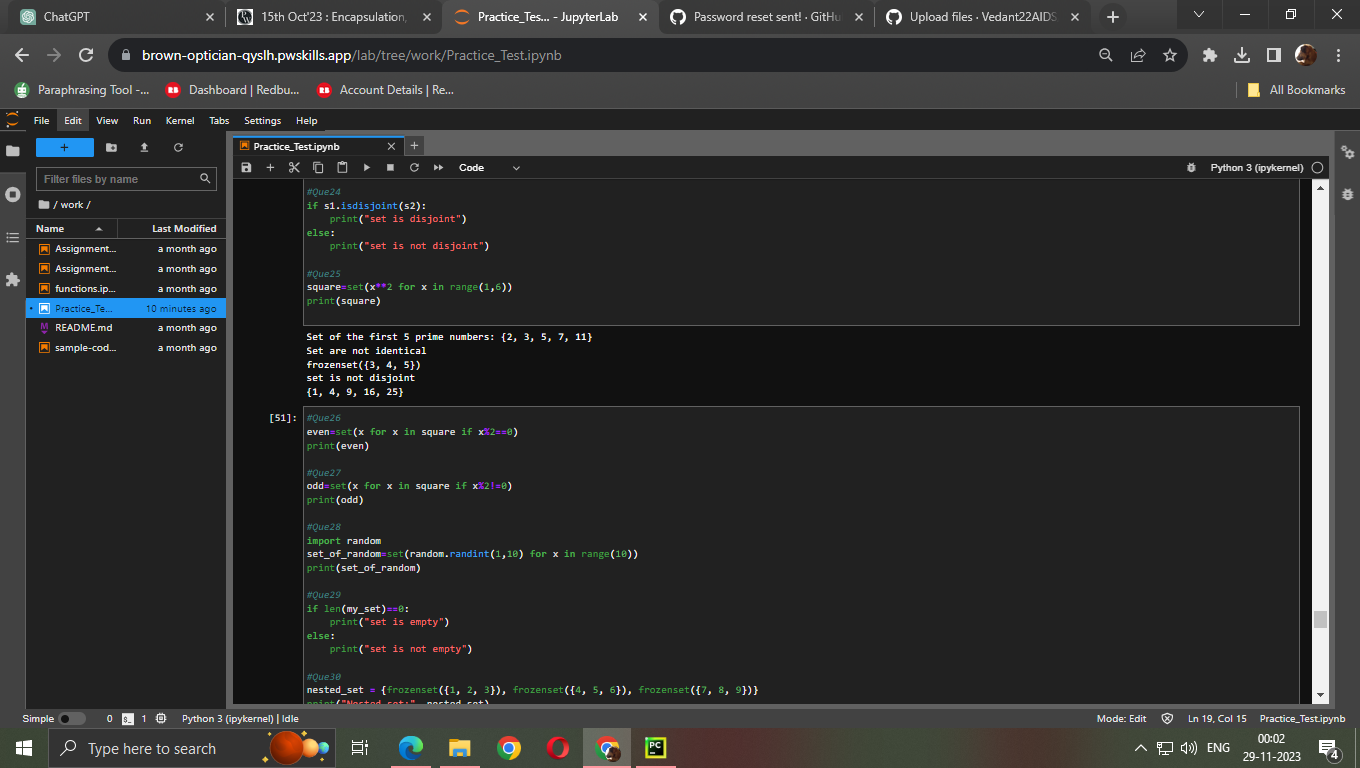 ChatGPT
15th Oct'23 : Encapsulation,
Practice_Tes... - JupyterLab
Password reset sent! · GitHu
Upload files · Vedant22AIDS
brown-optician-qyslh.pwskills.app/lab/tree/work/Practice_Test.ipynb
Paraphrasing Tool -...
Dashboard | Redbu...
Account Details | Re...
All Bookmarks
File Edit View Run Kernel Tabs Settings Help
Practice_Test.ipynb
Code
Python 3 (ipykernel)
Filter files by name
/ work /
Name Last Modified
Assignment... a month ago
Assignment... a month ago
functions.ip... a month ago
Practice_Te... 10 minutes ago
README.md a month ago
sample-cod... a month ago
#Que24
if s1.isdisjoint(s2):
    print("set is disjoint")
else:
    print("set is not disjoint")
#Que25
square=set(x**2 for x in range(1,6))
print(square)
Set of the first 5 prime numbers: {2, 3, 5, 7, 11}
Set are not identical
frozenset({3, 4, 5})
set is not disjoint
{1, 4, 9, 16, 25}
[51]:
#Que26
even=set(x for x in square if x%2==0)
print(even)
#Que27
odd=set(x for x in square if x%2!=0)
print(odd)
#Que28
import random
set_of_random=set(random.randint(1,10) for x in range(10))
print(set_of_random)
#Que29
if len(my_set)==0:
    print("set is empty")
else:
    print("set is not empty")
#Que30
nested_set = {frozenset({1, 2, 3}), frozenset({4, 5, 6}), frozenset({7, 8, 9})}
print("Nested set:", nested_set)
Simple 0 1 Python 3 (ipykernel) | Idle
Mode: Edit Ln 19, Col 15 Practice_Test.ipynb
Type here to search
PC
ENG
00:02
29-11-2023
4